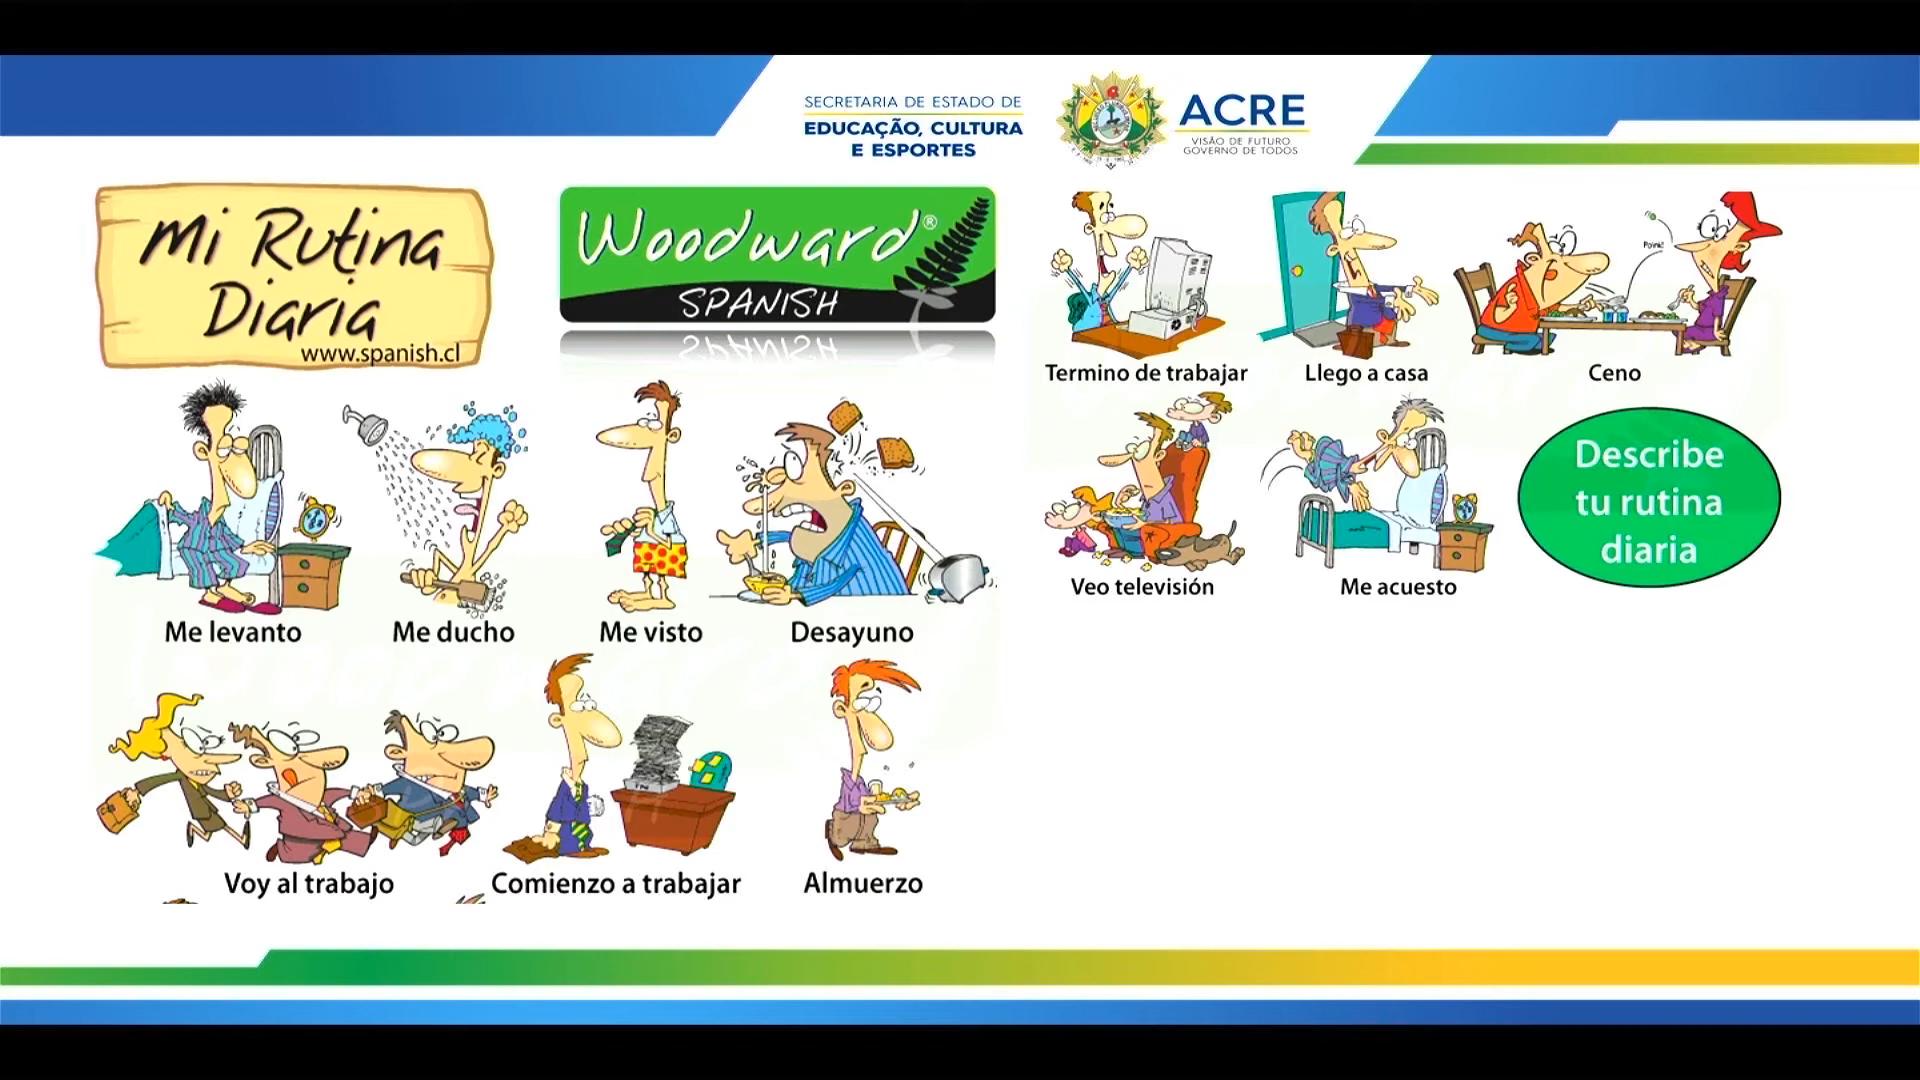 SECRETARIA DE ESTADO DE
EDUCAÇÃO, CULTURA
E ESPORTES
ACRE
VISÃO DE FUTURO
GOVERNO DE TODOS
Mi Rutina
Diaria
www.spanish.cl
Woodward®
SPANISH
Me levanto
Me ducho
Me visto
Desayuno
Voy al trabajo
Comienzo a trabajar
Almuerzo
Poink!
Termino de trabajar
Llego a casa
Ceno
Veo televisión
Me acuesto
Describe
tu rutina
diaria